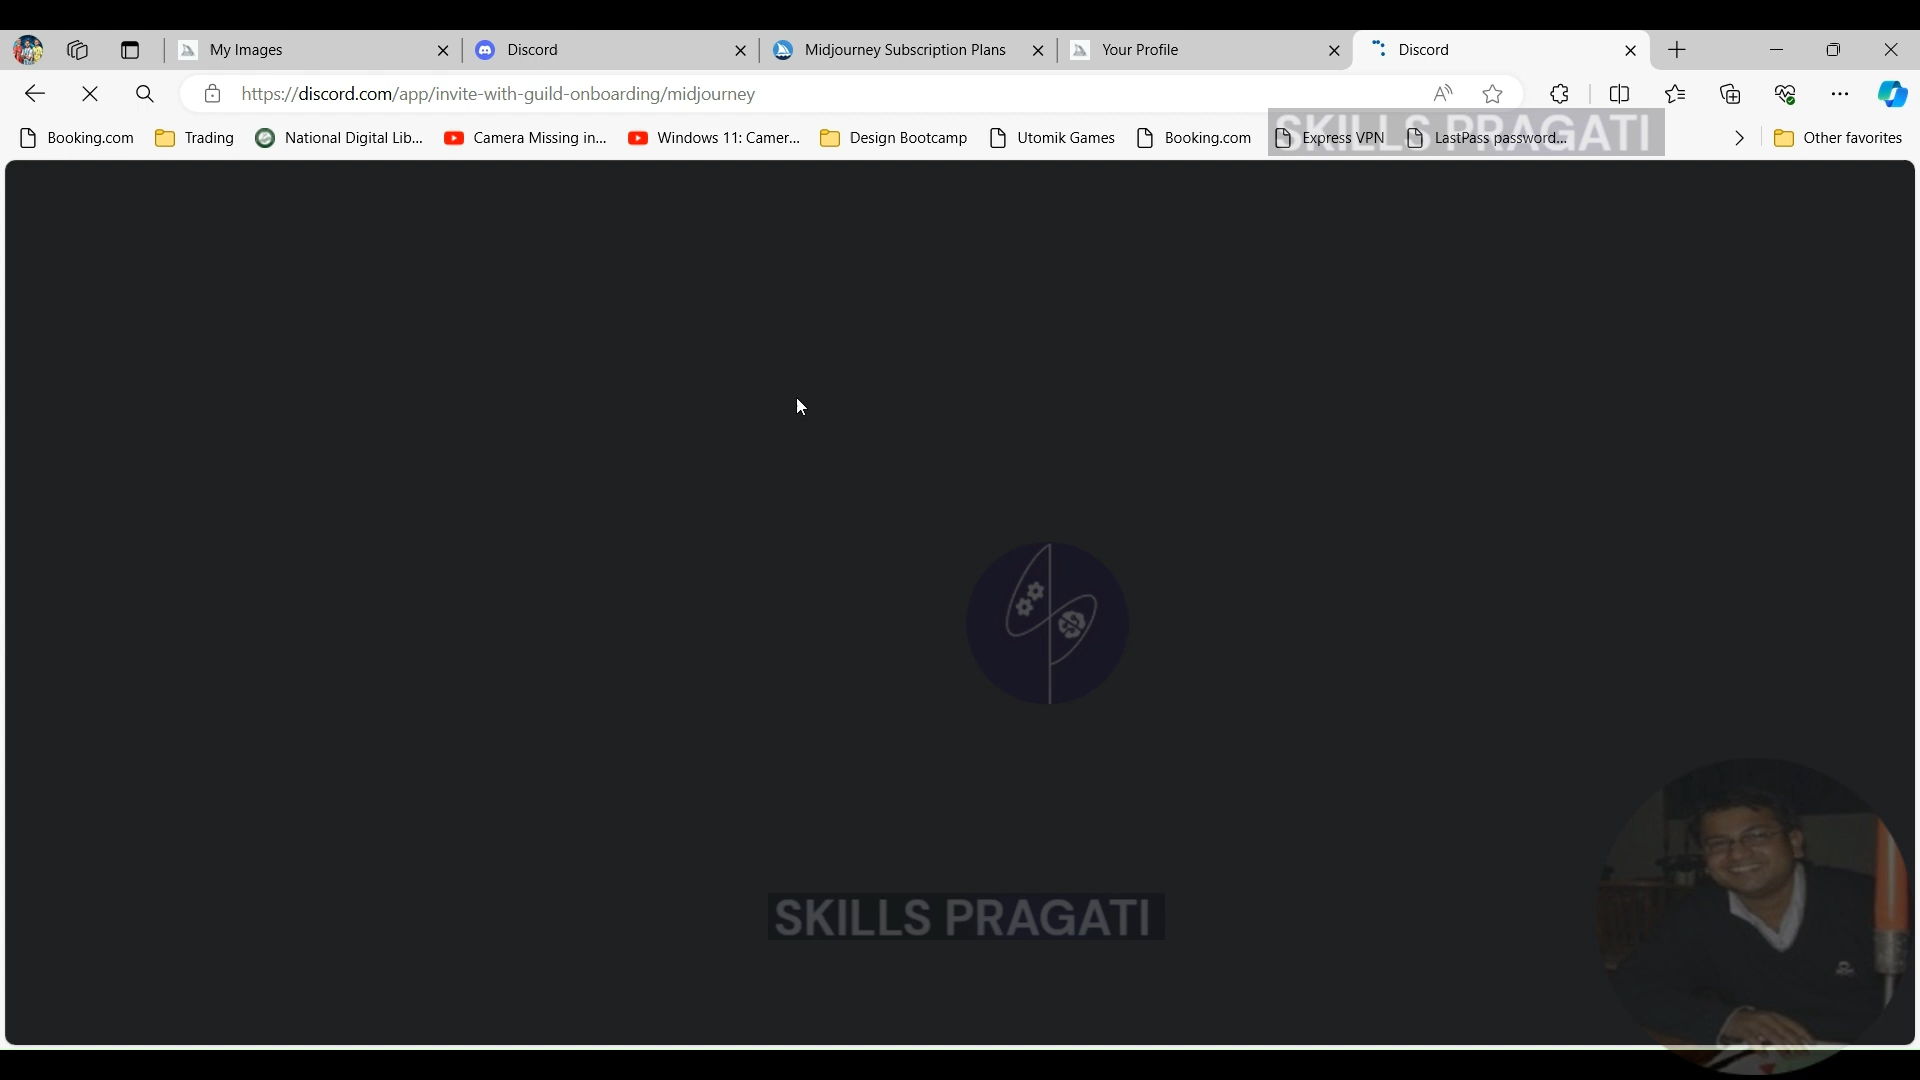 My Images Discord Midjourney Subscription Plans Your Profile Discord
https://discord.com/app/invite-with-guild-onboarding/midjourney
Booking.com Trading National Digital Lib... Camera Missing in... Windows 11: Camer... Design Bootcamp Utomik Games Booking.com Express VPN LastPass password... Other favorites
SKILLS PRAGATI
SKILLS PRAGATI